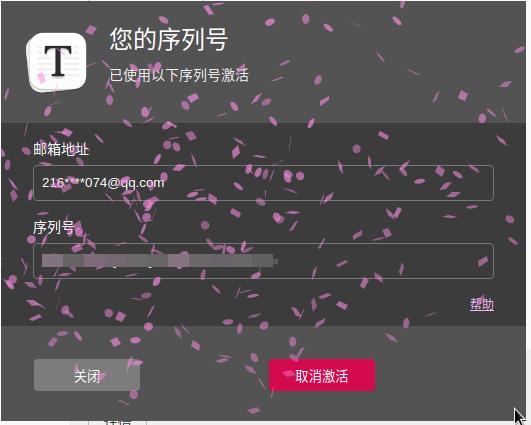 T
您的序列号
已使用以下序列号激活
邮箱地址
216****074@qq.com
序列号
帮助
关闭
取消激活